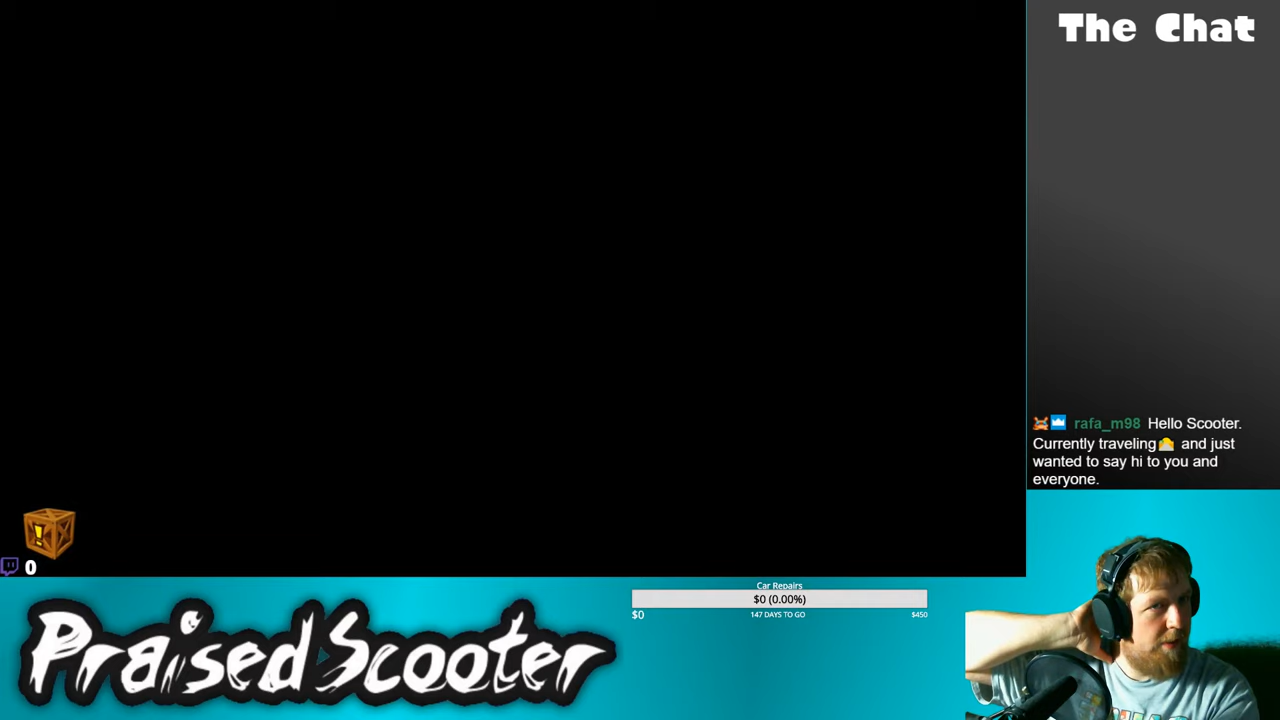 The Chat
rafa_m98 Hello Scooter.
Currently traveling and just
wanted to say hi to you and
everyone.
!
0
Car Repairs
$0 (0.00%)
$0 147 DAYS TO GO $450
PraisedScooter